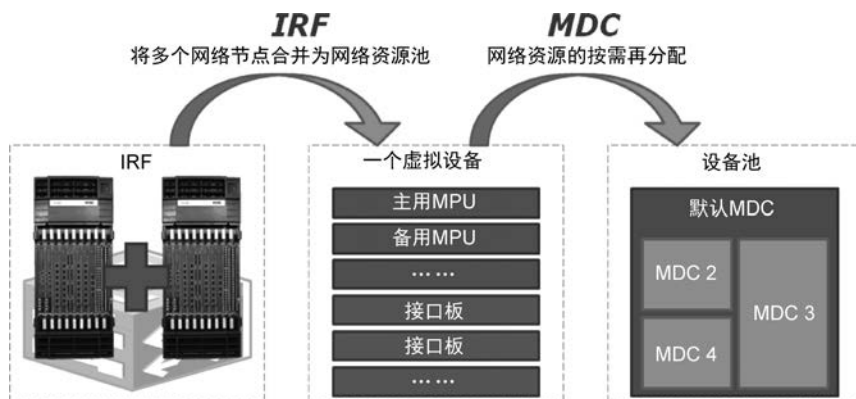 IRF
将多个网络节点合并为网络资源池
MDC
网络资源的按需再分配
IRF
一个虚拟设备
主用MPU
备用MPU
……
接口板
接口板
……
设备池
默认MDC
MDC 2
MDC 3
MDC 4